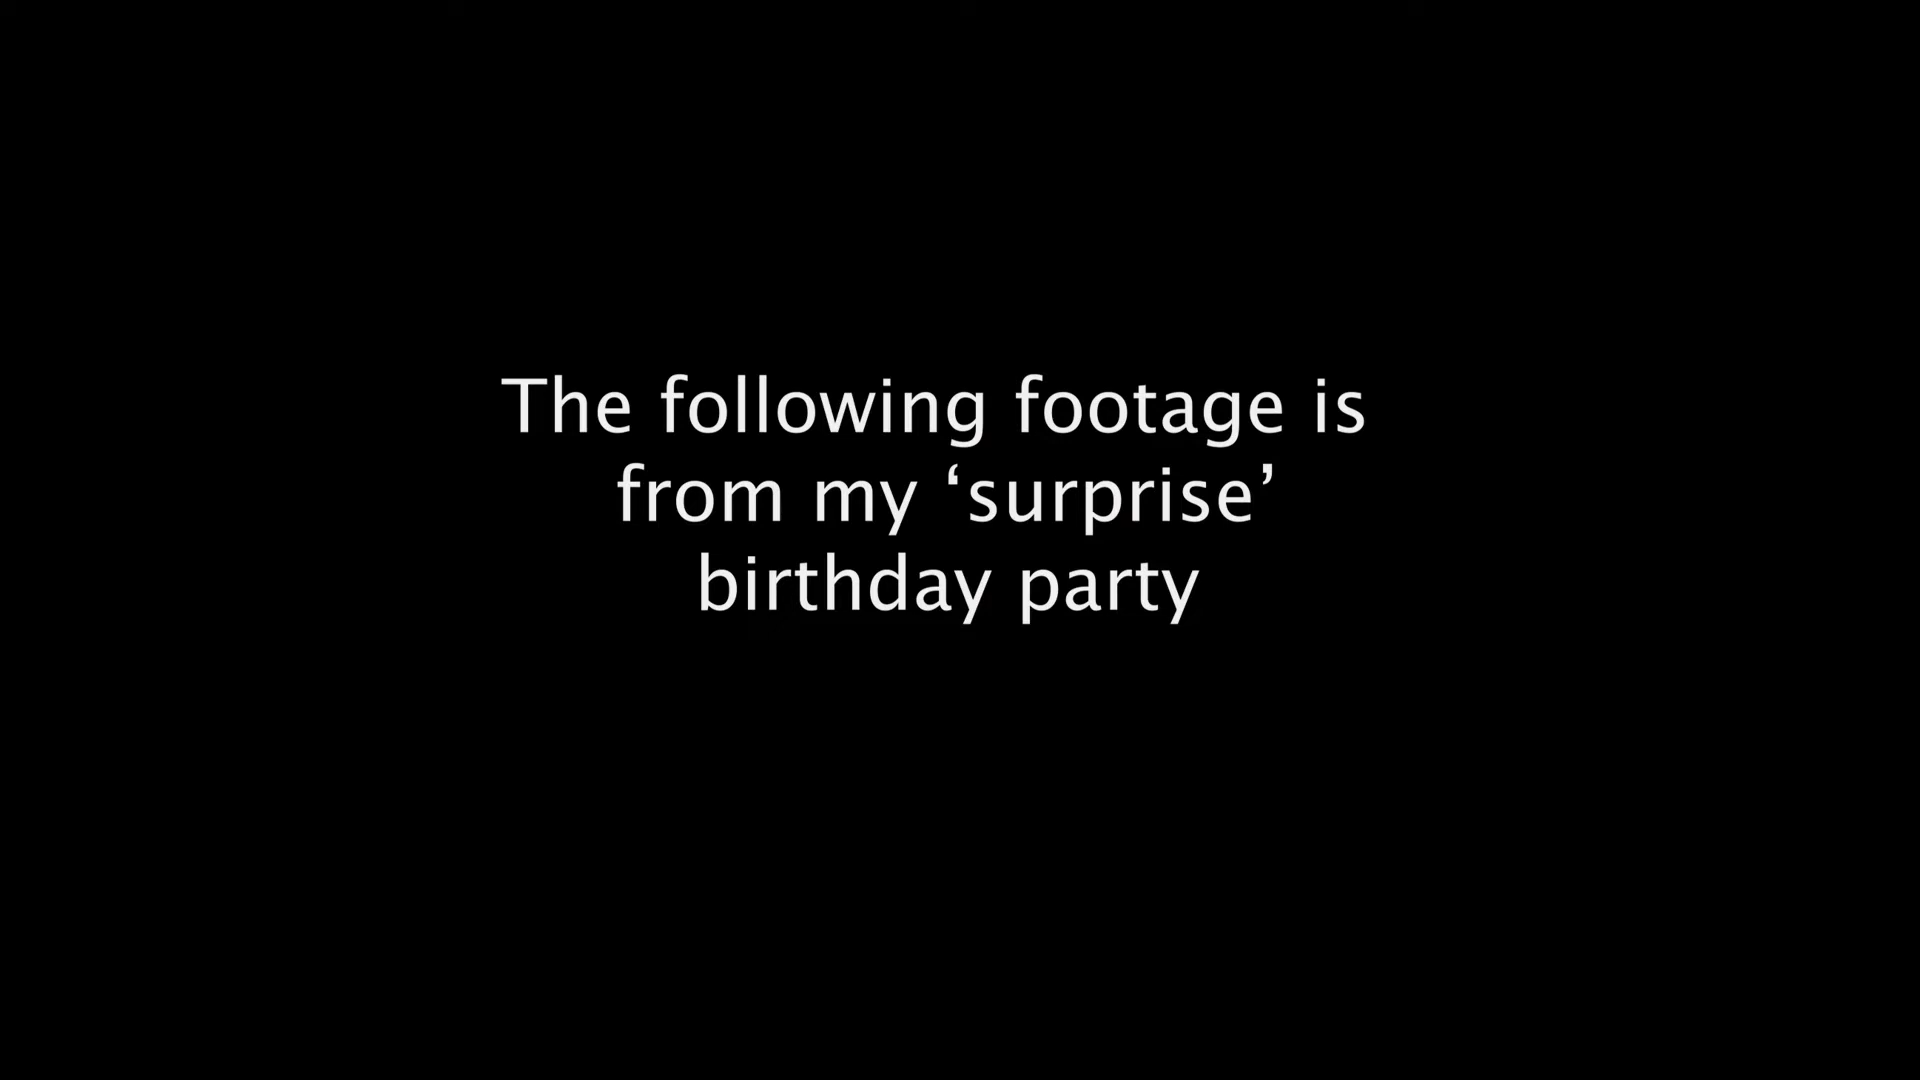 The following footage is
from my ‘surprise’
birthday party